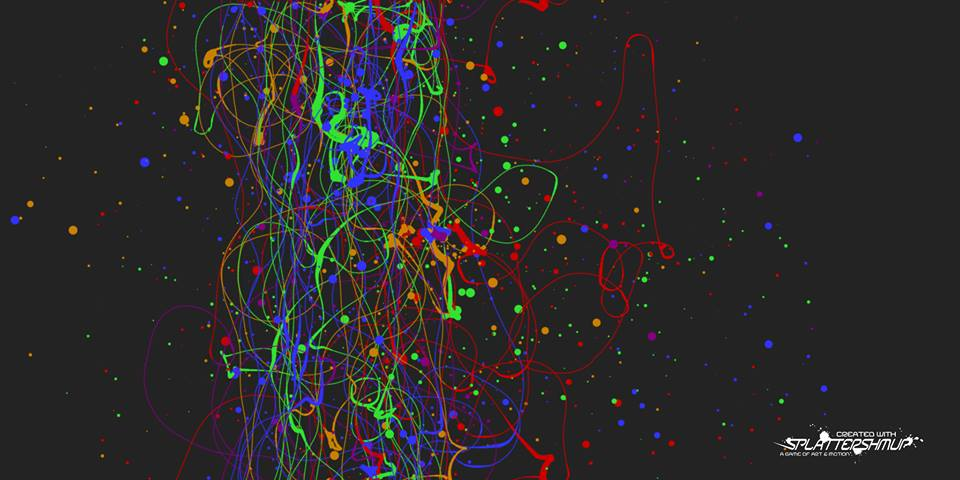 CREATED WITH
SPLATTERSHMUP
A GAME OF ART & MOTION